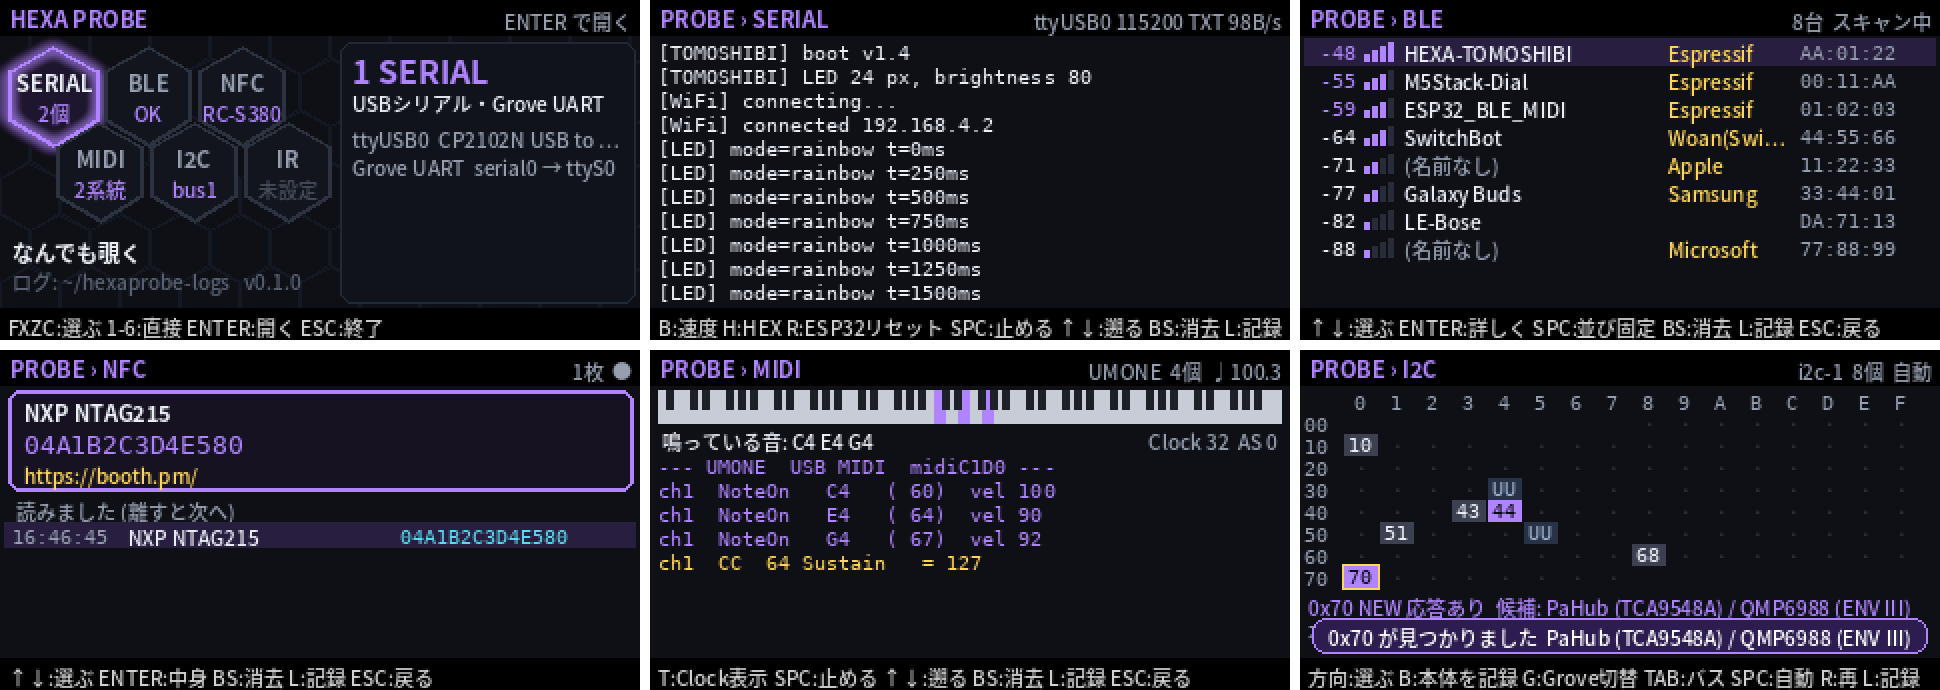 HEXA PROBE ENTER で開く
SERIAL BLE NFC
2個 OK RC-S380
MIDI I2C IR
2系統 bus1 未設定
なんでも覗く
ログ: ~/hexaprobe-logs v0.1.0
1 SERIAL
USBシリアル・Grove UART
ttyUSB0 CP2102N USB to …
Grove UART serial0 → ttyS0
FXZC:選ぶ 1-6:直接 ENTER:開く ESC:終了
PROBE › SERIAL ttyUSB0 115200 TXT 98B/s
[TOMOSHIBI] boot v1.4
[TOMOSHIBI] LED 24 px, brightness 80
[WiFi] connecting...
[WiFi] connected 192.168.4.2
[LED] mode=rainbow t=0ms
[LED] mode=rainbow t=250ms
[LED] mode=rainbow t=500ms
[LED] mode=rainbow t=750ms
[LED] mode=rainbow t=1000ms
[LED] mode=rainbow t=1250ms
[LED] mode=rainbow t=1500ms
B:速度 H:HEX R:ESP32リセット SPC:止める ↑↓:遡る BS:消去 L:記録
PROBE › BLE 8台 スキャン中
-48 HEXA-TOMOSHIBI Espressif AA:01:22
-55 M5Stack-Dial Espressif 00:11:AA
-59 ESP32_BLE_MIDI Espressif 01:02:03
-64 SwitchBot Woan(Swi… 44:55:66
-71 (名前なし) Apple 11:22:33
-77 Galaxy Buds Samsung 33:44:01
-82 LE-Bose DA:71:13
-88 (名前なし) Microsoft 77:88:99
↑↓:選ぶ ENTER:詳しく SPC:並び固定 BS:消去 L:記録 ESC:戻る
PROBE › NFC 1枚
NXP NTAG215
04A1B2C3D4E580
https://booth.pm/
読みました (離すと次へ)
16:46:45 NXP NTAG215 04A1B2C3D4E580
↑↓:選ぶ ENTER:中身 BS:消去 L:記録 ESC:戻る
PROBE › MIDI UMONE 4個 ♩100.3
鳴っている音: C4 E4 G4 Clock 32 AS 0
--- UMONE USB MIDI midiC1D0 ---
ch1 NoteOn C4 ( 60) vel 100
ch1 NoteOn E4 ( 64) vel 90
ch1 NoteOn G4 ( 67) vel 92
ch1 CC 64 Sustain = 127
T:Clock表示 SPC:止める ↑↓:遡る BS:消去 L:記録 ESC:戻る
PROBE › I2C i2c-1 8個 自動
0 1 2 3 4 5 6 7 8 9 A B C D E F
00
10 10
20
30 UU
40 43 44
50 51 UU
60 68
70 70
0x70 NEW 応答あり 候補: PaHub (TCA9548A) / QMP6988 (ENV III)
0x70 が見つかりました PaHub (TCA9548A) / QMP6988 (ENV III)
方向:選ぶ B:本体を記録 G:Grove切替 TAB:バス SPC:自動 R:再 L:記録